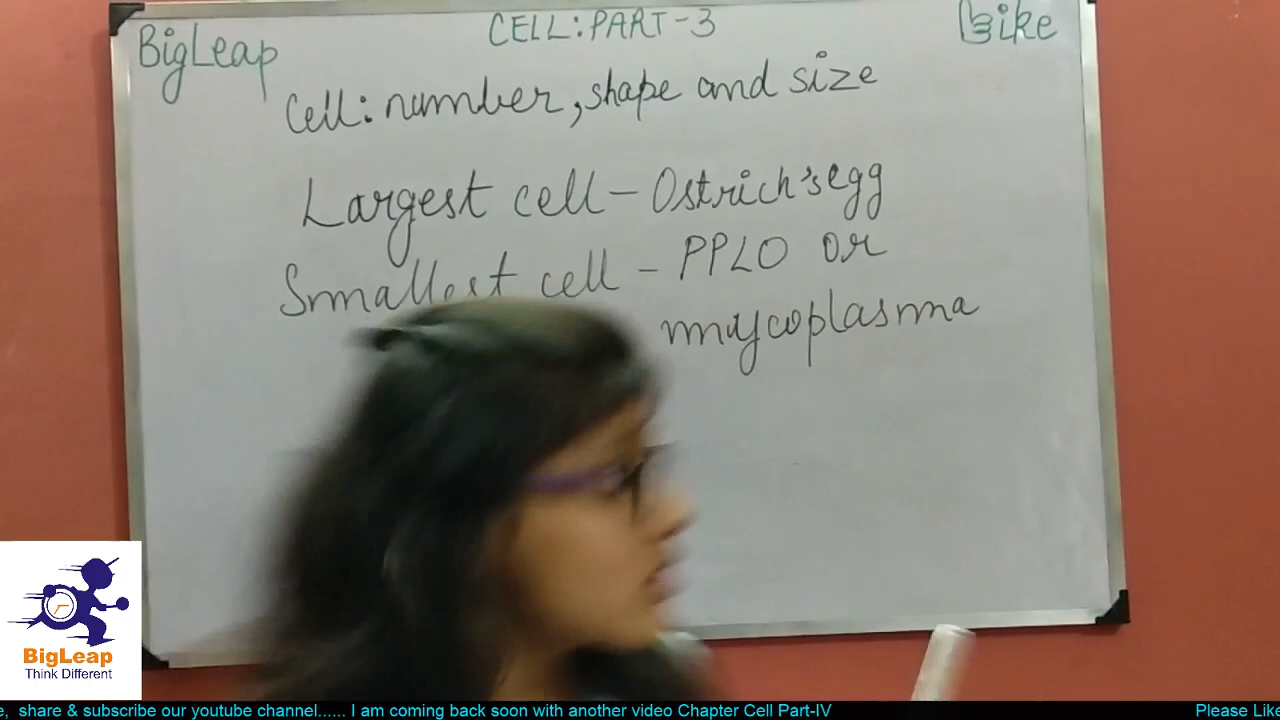 BigLeap
CELL: PART-3
Like
Cell: number, shape and size
Largest cell - Ostrich's egg
Smallest cell - PPLO or
mycoplasma
BigLeap
Think Different
e, share & subscribe our youtube channel...... I am coming back soon with another video Chapter Cell Part-IV
Please Like